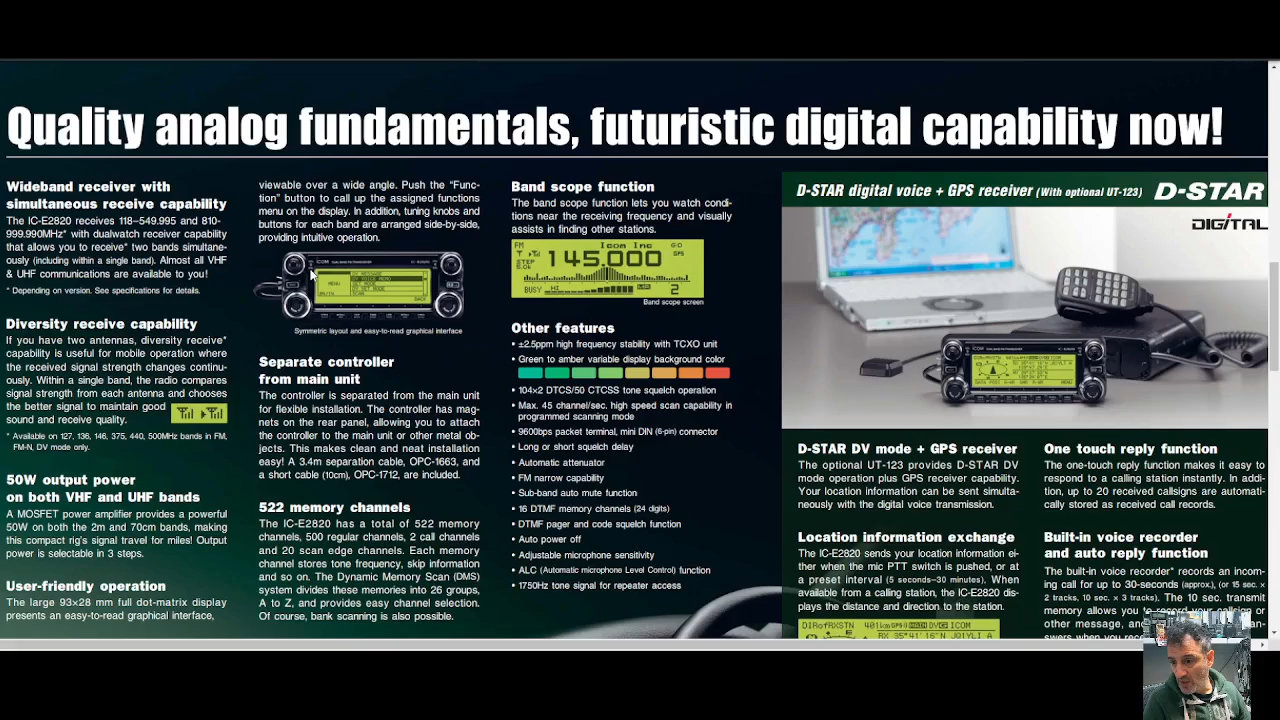 Quality analog fundamentals, futuristic digital capability now!
Wideband receiver with
simultaneous receive capability
The IC-E2820 receives 118–549.995 and 810-
999.990MHz* with dualwatch receiver capability
that allows you to receive* two bands simultane-
ously (including within a single band). Almost all VHF
& UHF communications are available to you!
* Depending on version. See specifications for details.
Diversity receive capability
If you have two antennas, diversity receive*
capability is useful for mobile operation where
the received signal strength changes continu-
ously. Within a single band, the radio compares
signal strength from each antenna and chooses
the better signal to maintain good
sound and receive quality.
* Available on 127, 136, 146, 375, 440, 500MHz bands in FM,
FM-N, DV mode only.
50W output power
on both VHF and UHF bands
A MOSFET power amplifier provides a powerful
50W on both the 2m and 70cm bands, making
this compact rig's signal travel for miles! Output
power is selectable in 3 steps.
User-friendly operation
The large 93×28 mm full dot-matrix display
presents an easy-to-read graphical interface,
viewable over a wide angle. Push the “Func-
tion” button to call up the assigned functions
menu on the display. In addition, tuning knobs and
buttons for each band are arranged side-by-side,
providing intuitive operation.
ICOM
MENU
Symmetric layout and easy-to-read graphical interface
Separate controller
from main unit
The controller is separated from the main unit
for flexible installation. The controller has mag-
nets on the rear panel, allowing you to attach
the controller to the main unit or other metal ob-
jects. This makes clean and neat installation
easy! A 3.4m separation cable, OPC-1663, and
a short cable (10cm), OPC-1712, are included.
522 memory channels
The IC-E2820 has a total of 522 memory
channels, 500 regular channels, 2 call channels
and 20 scan edge channels. Each memory
channel stores tone frequency, skip information
and so on. The Dynamic Memory Scan (DMS)
system divides these memories into 26 groups,
A to Z, and provides easy channel selection.
Of course, bank scanning is also possible.
Band scope function
The band scope function lets you watch condi-
tions near the receiving frequency and visually
assists in finding other stations.
FM Icom Inc
GPS
145.000
STEP
5.0k
BUSY
2
Band scope screen
Other features
• ±2.5ppm high frequency stability with TCXO unit
• Green to amber variable display background color
• 104×2 DTCS/50 CTCSS tone squelch operation
• Max. 45 channel/sec. high speed scan capability in
programmed scanning mode
• 9600bps packet terminal, mini DIN (6-pin) connector
• Long or short squelch delay
• Automatic attenuator
• FM narrow capability
• Sub-band auto mute function
• 16 DTMF memory channels (24 digits)
• DTMF pager and code squelch function
• Auto power off
• Adjustable microphone sensitivity
• ALC (Automatic microphone Level Control) function
• 1750Hz tone signal for repeater access
D-STAR digital voice + GPS receiver (With optional UT-123) D-STAR
DIGITAL
ICOM
D-STAR DV mode + GPS receiver
The optional UT-123 provides D-STAR DV
mode operation plus GPS receiver capability.
Your location information can be sent simulta-
neously with the digital voice transmission.
Location information exchange
The IC-E2820 sends your location information ei-
ther when the mic PTT switch is pushed, or at
a preset interval (5 seconds–30 minutes). When
available from a calling station, the IC-E2820 dis-
plays the distance and direction to the station.
DIRofRXSTN ICOM
RX 35°41'16"N JQ1YLI A
One touch reply function
The one-touch reply function makes it easy to
respond to a calling station instantly. In addi-
tion, up to 20 received callsigns are automati-
cally stored as received call records.
Built-in voice recorder
and auto reply function
The built-in voice recorder* records an incom-
ing call for up to 30-seconds (approx.), (or 15 sec. ×
2 tracks, 10 sec. × 3 tracks). The 10 sec. transmit
memory allows you to record your callsign or
other message, and
swers when you